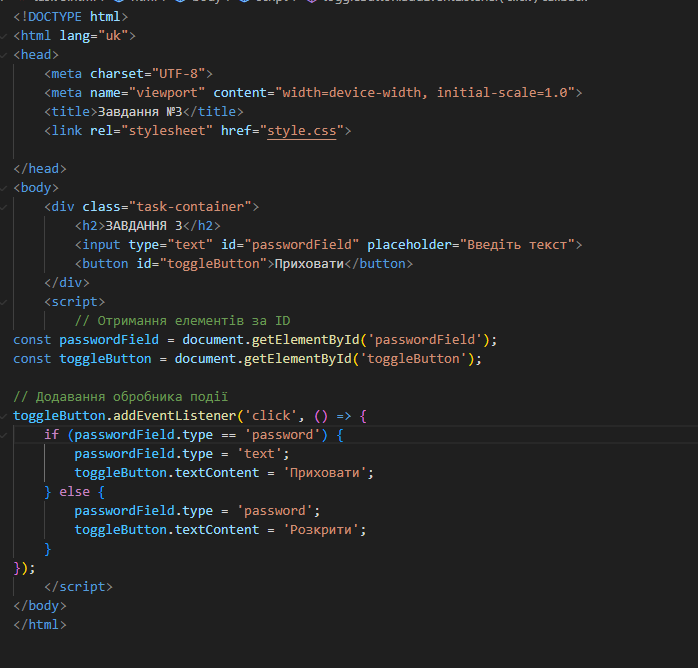 <!DOCTYPE html>
<html lang="uk">
<head>
    <meta charset="UTF-8">
    <meta name="viewport" content="width=device-width, initial-scale=1.0">
    <title>Завдання №3</title>
    <link rel="stylesheet" href="style.css">
</head>
<body>
    <div class="task-container">
        <h2>ЗАВДАННЯ 3</h2>
        <input type="text" id="passwordField" placeholder="Введіть текст">
        <button id="toggleButton">Приховати</button>
    </div>
    <script>
        // Отримання елементів за ID
const passwordField = document.getElementById('passwordField');
const toggleButton = document.getElementById('toggleButton');
// Додавання обробника події
toggleButton.addEventListener('click', () => {
    if (passwordField.type == 'password') {
        passwordField.type = 'text';
        toggleButton.textContent = 'Приховати';
    } else {
        passwordField.type = 'password';
        toggleButton.textContent = 'Розкрити';
    }
});
    </script>
</body>
</html>